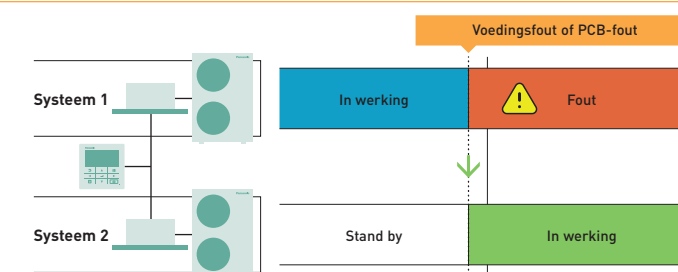 Voedingsfout of PCB-fout
Systeem 1
In werking
Fout
Systeem 2
Stand by
In werking